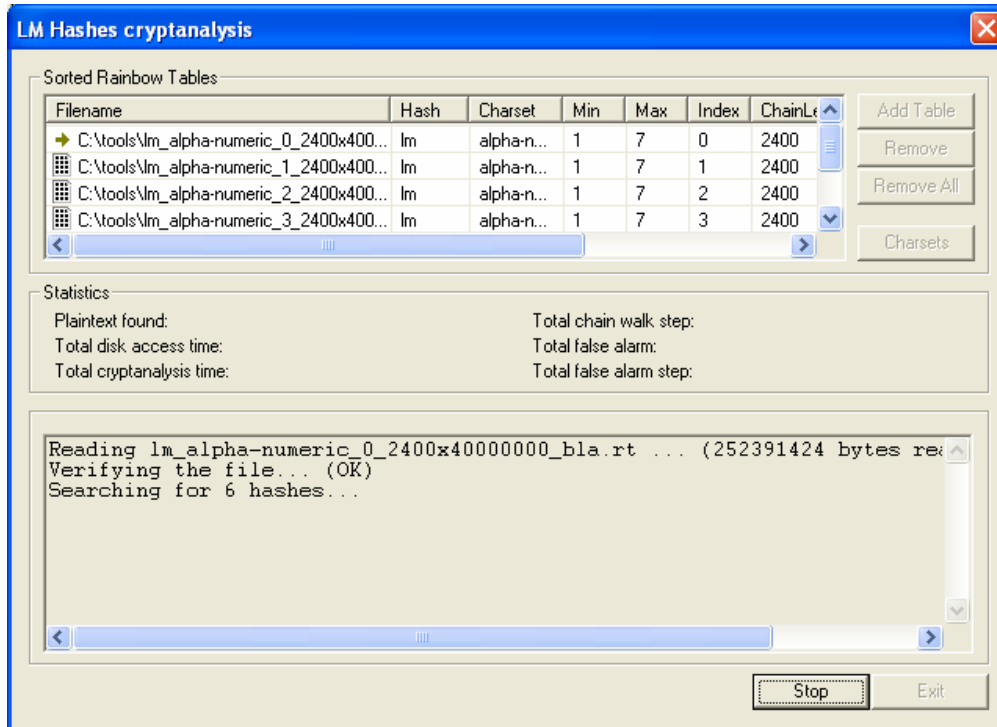 LM Hashes cryptanalysis
Sorted Rainbow Tables
Filename Hash Charset Min Max Index ChainLe
C:\tools\lm_alpha-numeric_0_2400x400... lm alpha-n... 1 7 0 2400
C:\tools\lm_alpha-numeric_1_2400x400... lm alpha-n... 1 7 1 2400
C:\tools\lm_alpha-numeric_2_2400x400... lm alpha-n... 1 7 2 2400
C:\tools\lm_alpha-numeric_3_2400x400... lm alpha-n... 1 7 3 2400
Add Table
Remove
Remove All
Charsets
Statistics
Plaintext found:
Total disk access time:
Total cryptanalysis time:
Total chain walk step:
Total false alarm:
Total false alarm step:
Reading lm_alpha-numeric_0_2400x40000000_bla.rt ... (252391424 bytes rea
Verifying the file... (OK)
Searching for 6 hashes...
Stop Exit